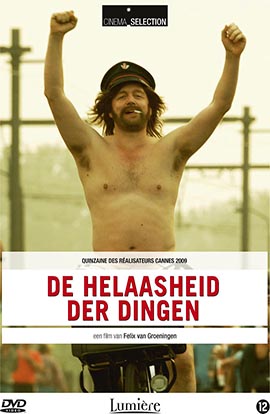 CINEMA SELECTION
QUINZAINE DES RÉALISATEURS CANNES 2009
DE HELAASHEID
DER DINGEN
een film van Felix van Groeningen
DVD
VIDEO
Lumière
12